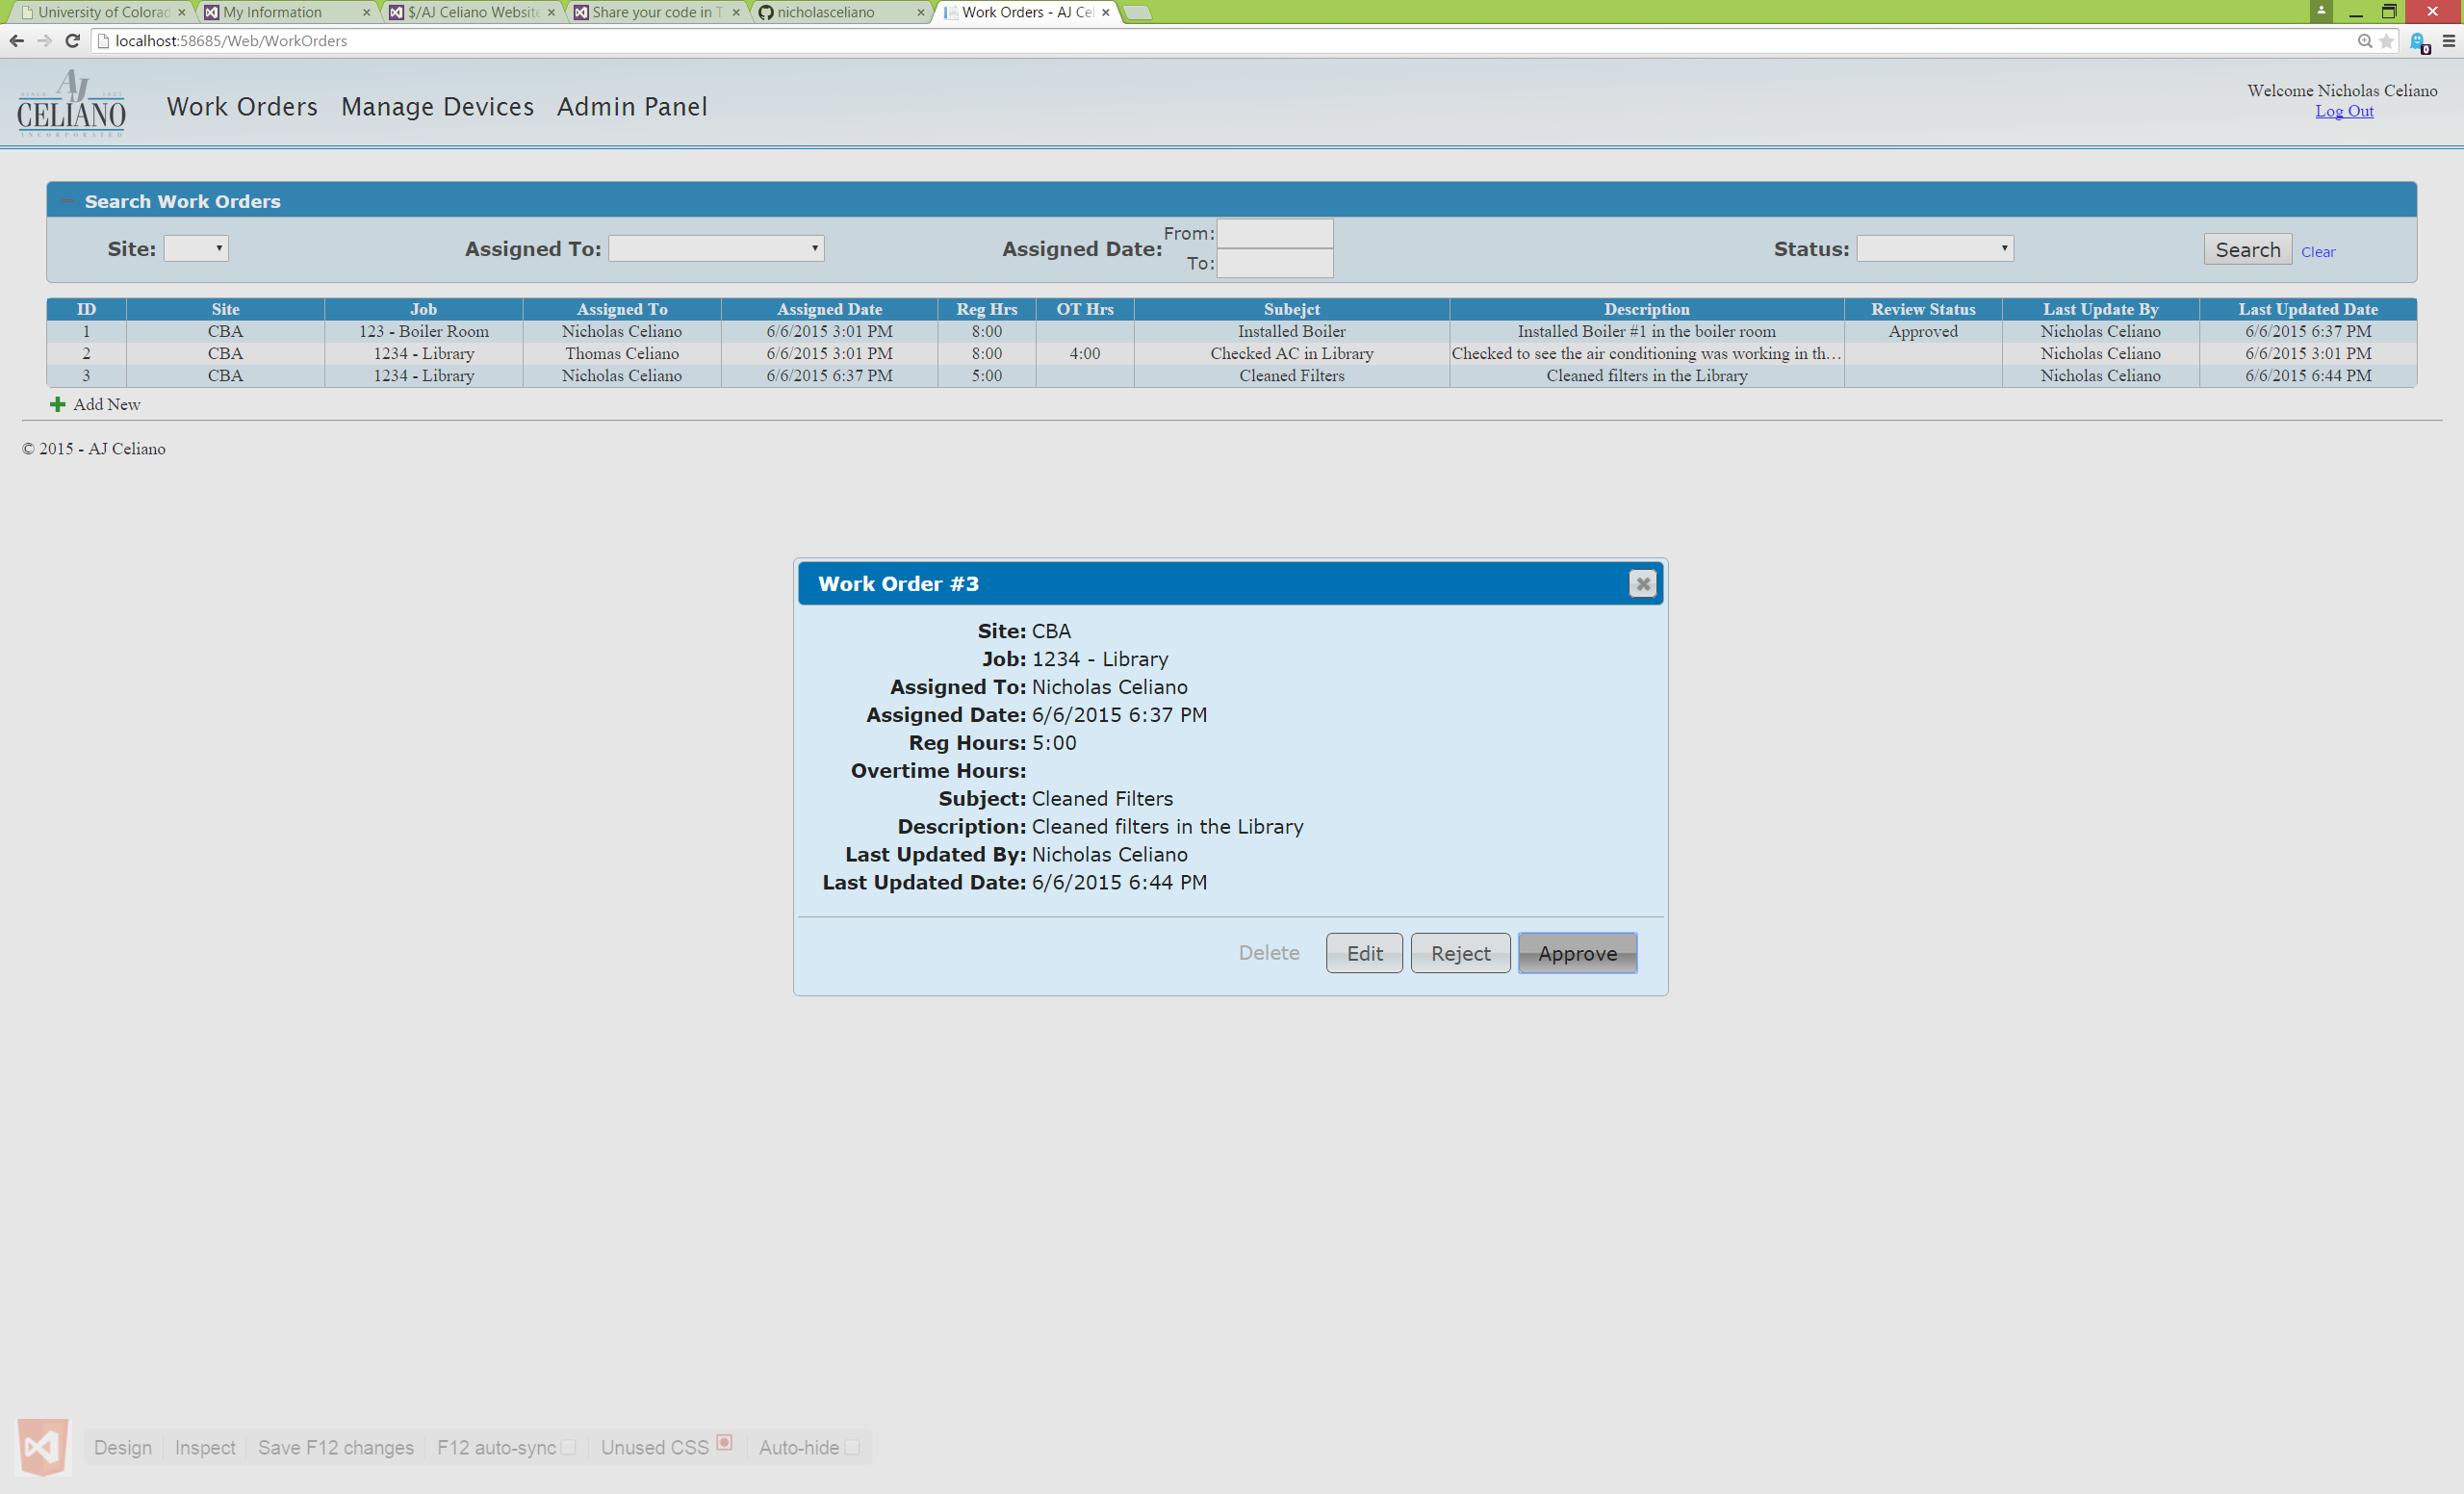 University of Colorad
My Information
$/AJ Celiano Website
Share your code in T
nicholasceliano
Work Orders - AJ Cel
localhost:58685/Web/WorkOrders
0
AJ
SINCE 1925
CELIANO
INCORPORATED
Work Orders Manage Devices Admin Panel
Welcome Nicholas Celiano
Log Out
Search Work Orders
Site: Assigned To: Assigned Date: From: To: Status: Search Clear
ID Site Job Assigned To Assigned Date Reg Hrs OT Hrs Subejct Description Review Status Last Update By Last Updated Date
1 CBA 123 - Boiler Room Nicholas Celiano 6/6/2015 3:01 PM 8:00 Installed Boiler Installed Boiler #1 in the boiler room Approved Nicholas Celiano 6/6/2015 6:37 PM
2 CBA 1234 - Library Thomas Celiano 6/6/2015 3:01 PM 8:00 4:00 Checked AC in Library Checked to see the air conditioning was working in th... Nicholas Celiano 6/6/2015 3:01 PM
3 CBA 1234 - Library Nicholas Celiano 6/6/2015 6:37 PM 5:00 Cleaned Filters Cleaned filters in the Library Nicholas Celiano 6/6/2015 6:44 PM
Add New
© 2015 - AJ Celiano
Work Order #3
Site: CBA
Job: 1234 - Library
Assigned To: Nicholas Celiano
Assigned Date: 6/6/2015 6:37 PM
Reg Hours: 5:00
Overtime Hours:
Subject: Cleaned Filters
Description: Cleaned filters in the Library
Last Updated By: Nicholas Celiano
Last Updated Date: 6/6/2015 6:44 PM
Delete Edit Reject Approve
Design Inspect Save F12 changes F12 auto-sync Unused CSS Auto-hide